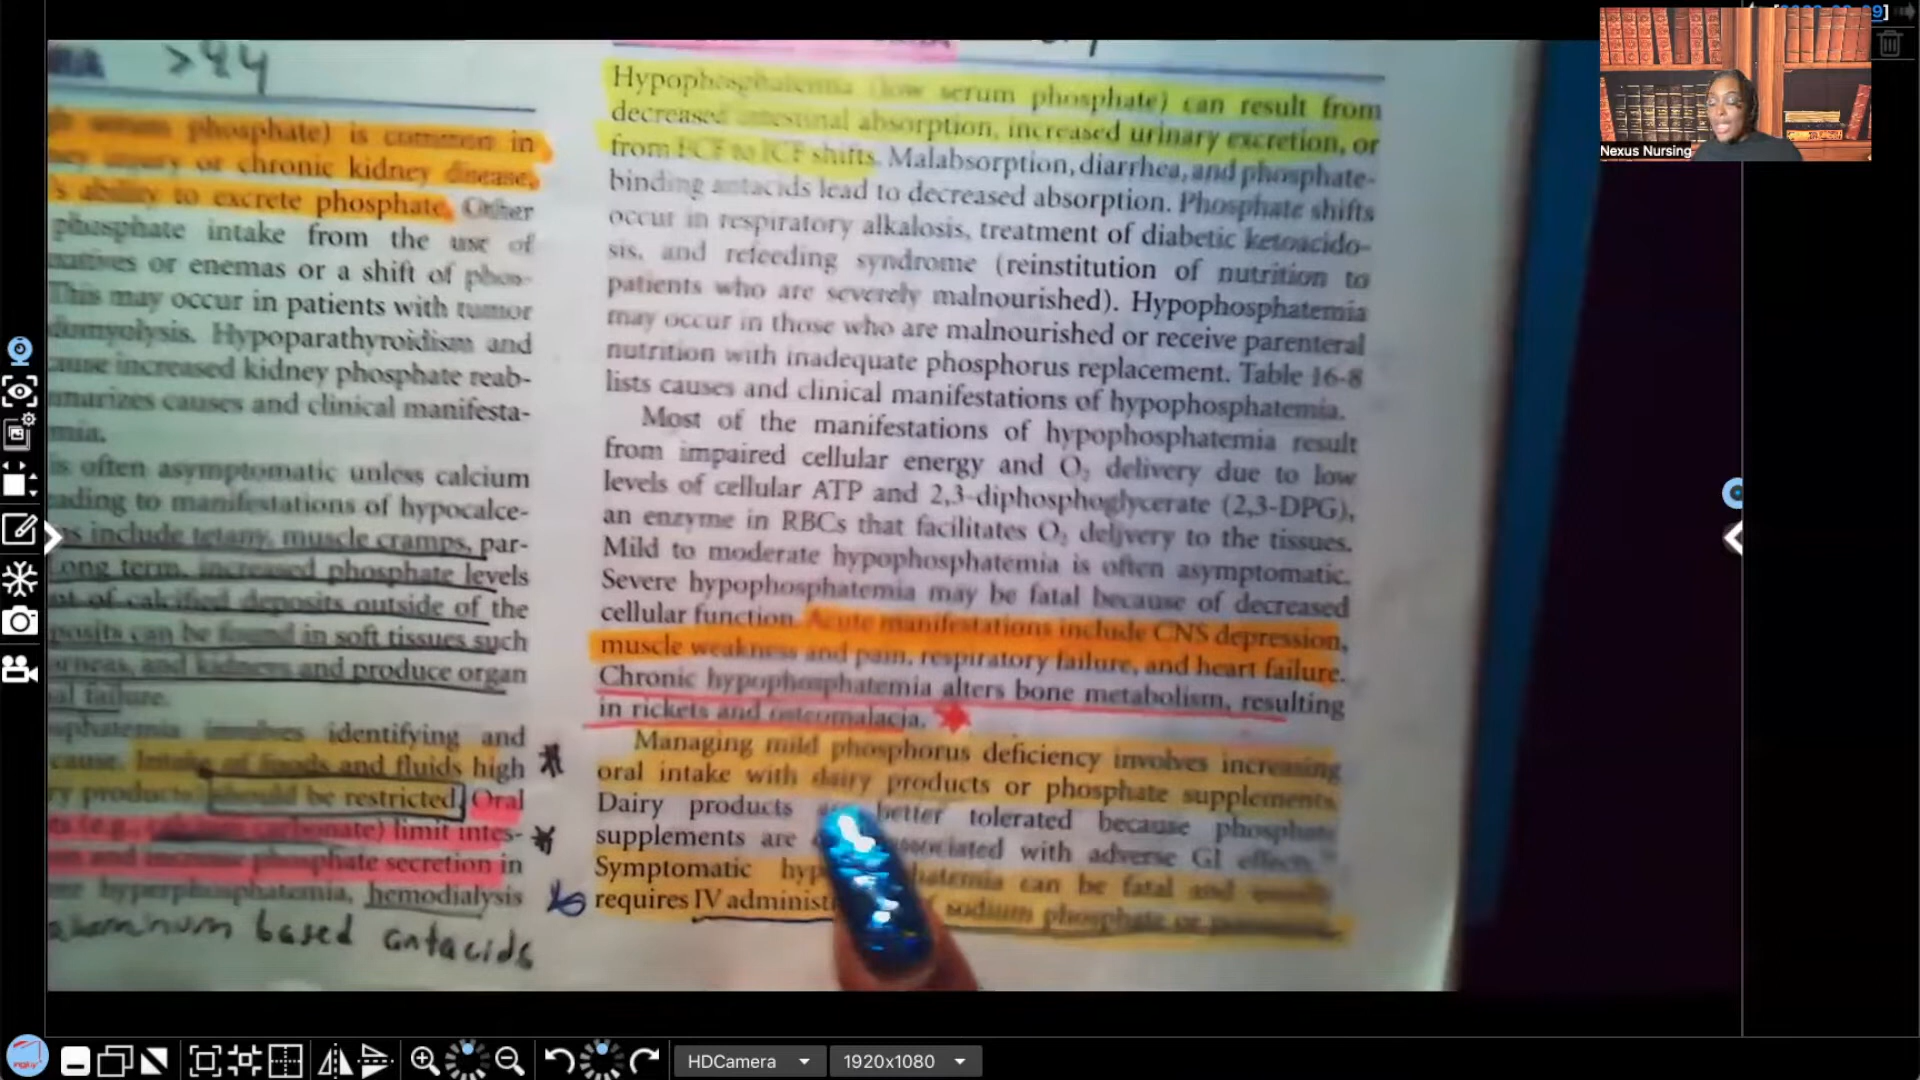 >44
serum phosphate) is common in
injury or chronic kidney disease,
's ability to excrete phosphate. Other
phosphate intake from the use of
or enemas or a shift of phos-
This may occur in patients with tumor
Hypoparathyroidism and
increased kidney phosphate reab-
causes and clinical manifesta-
is often asymptomatic unless calcium
to manifestations of hypocalce-
include tetany, muscle cramps, par-
Long term, increased phosphate levels
of calcified deposits outside of the
can be found in soft tissues such
and kidneys and produce organ
failure.
involves identifying and
cause. Intake of foods and fluids high
products) should be restricted. Oral
(e.g., calcium carbonate) limit intes-
and increase phosphate secretion in
hyperphosphatemia, hemodialysis
aluminum based antacids
Hypophosphatemia (low serum phosphate) can result from
decreased intestinal absorption, increased urinary excretion, or
from ECF to ICF shifts. Malabsorption, diarrhea, and phosphate-
binding antacids lead to decreased absorption. Phosphate shifts
occur in respiratory alkalosis, treatment of diabetic ketoacido-
sis, and refeeding syndrome (reinstitution of nutrition to
patients who are severely malnourished). Hypophosphatemia
may occur in those who are malnourished or receive parenteral
nutrition with inadequate phosphorus replacement. Table 16-8
lists causes and clinical manifestations of hypophosphatemia.
Most of the manifestations of hypophosphatemia result
from impaired cellular energy and O₂ delivery due to low
levels of cellular ATP and 2,3-diphosphoglycerate (2,3-DPG),
an enzyme in RBCs that facilitates O₂ delivery to the tissues.
Mild to moderate hypophosphatemia is often asymptomatic.
Severe hypophosphatemia may be fatal because of decreased
cellular function. Acute manifestations include CNS depression,
muscle weakness and pain, respiratory failure, and heart failure.
Chronic hypophosphatemia alters bone metabolism, resulting
in rickets and osteomalacia.
Managing mild phosphorus deficiency involves increasing
oral intake with dairy products or phosphate supplements.
Dairy products better tolerated because phosphate
supplements are associated with adverse GI effects.
Symptomatic can be fatal and usually
requires IV sodium phosphate or
Nexus Nursing
HDCamera
1920x1080